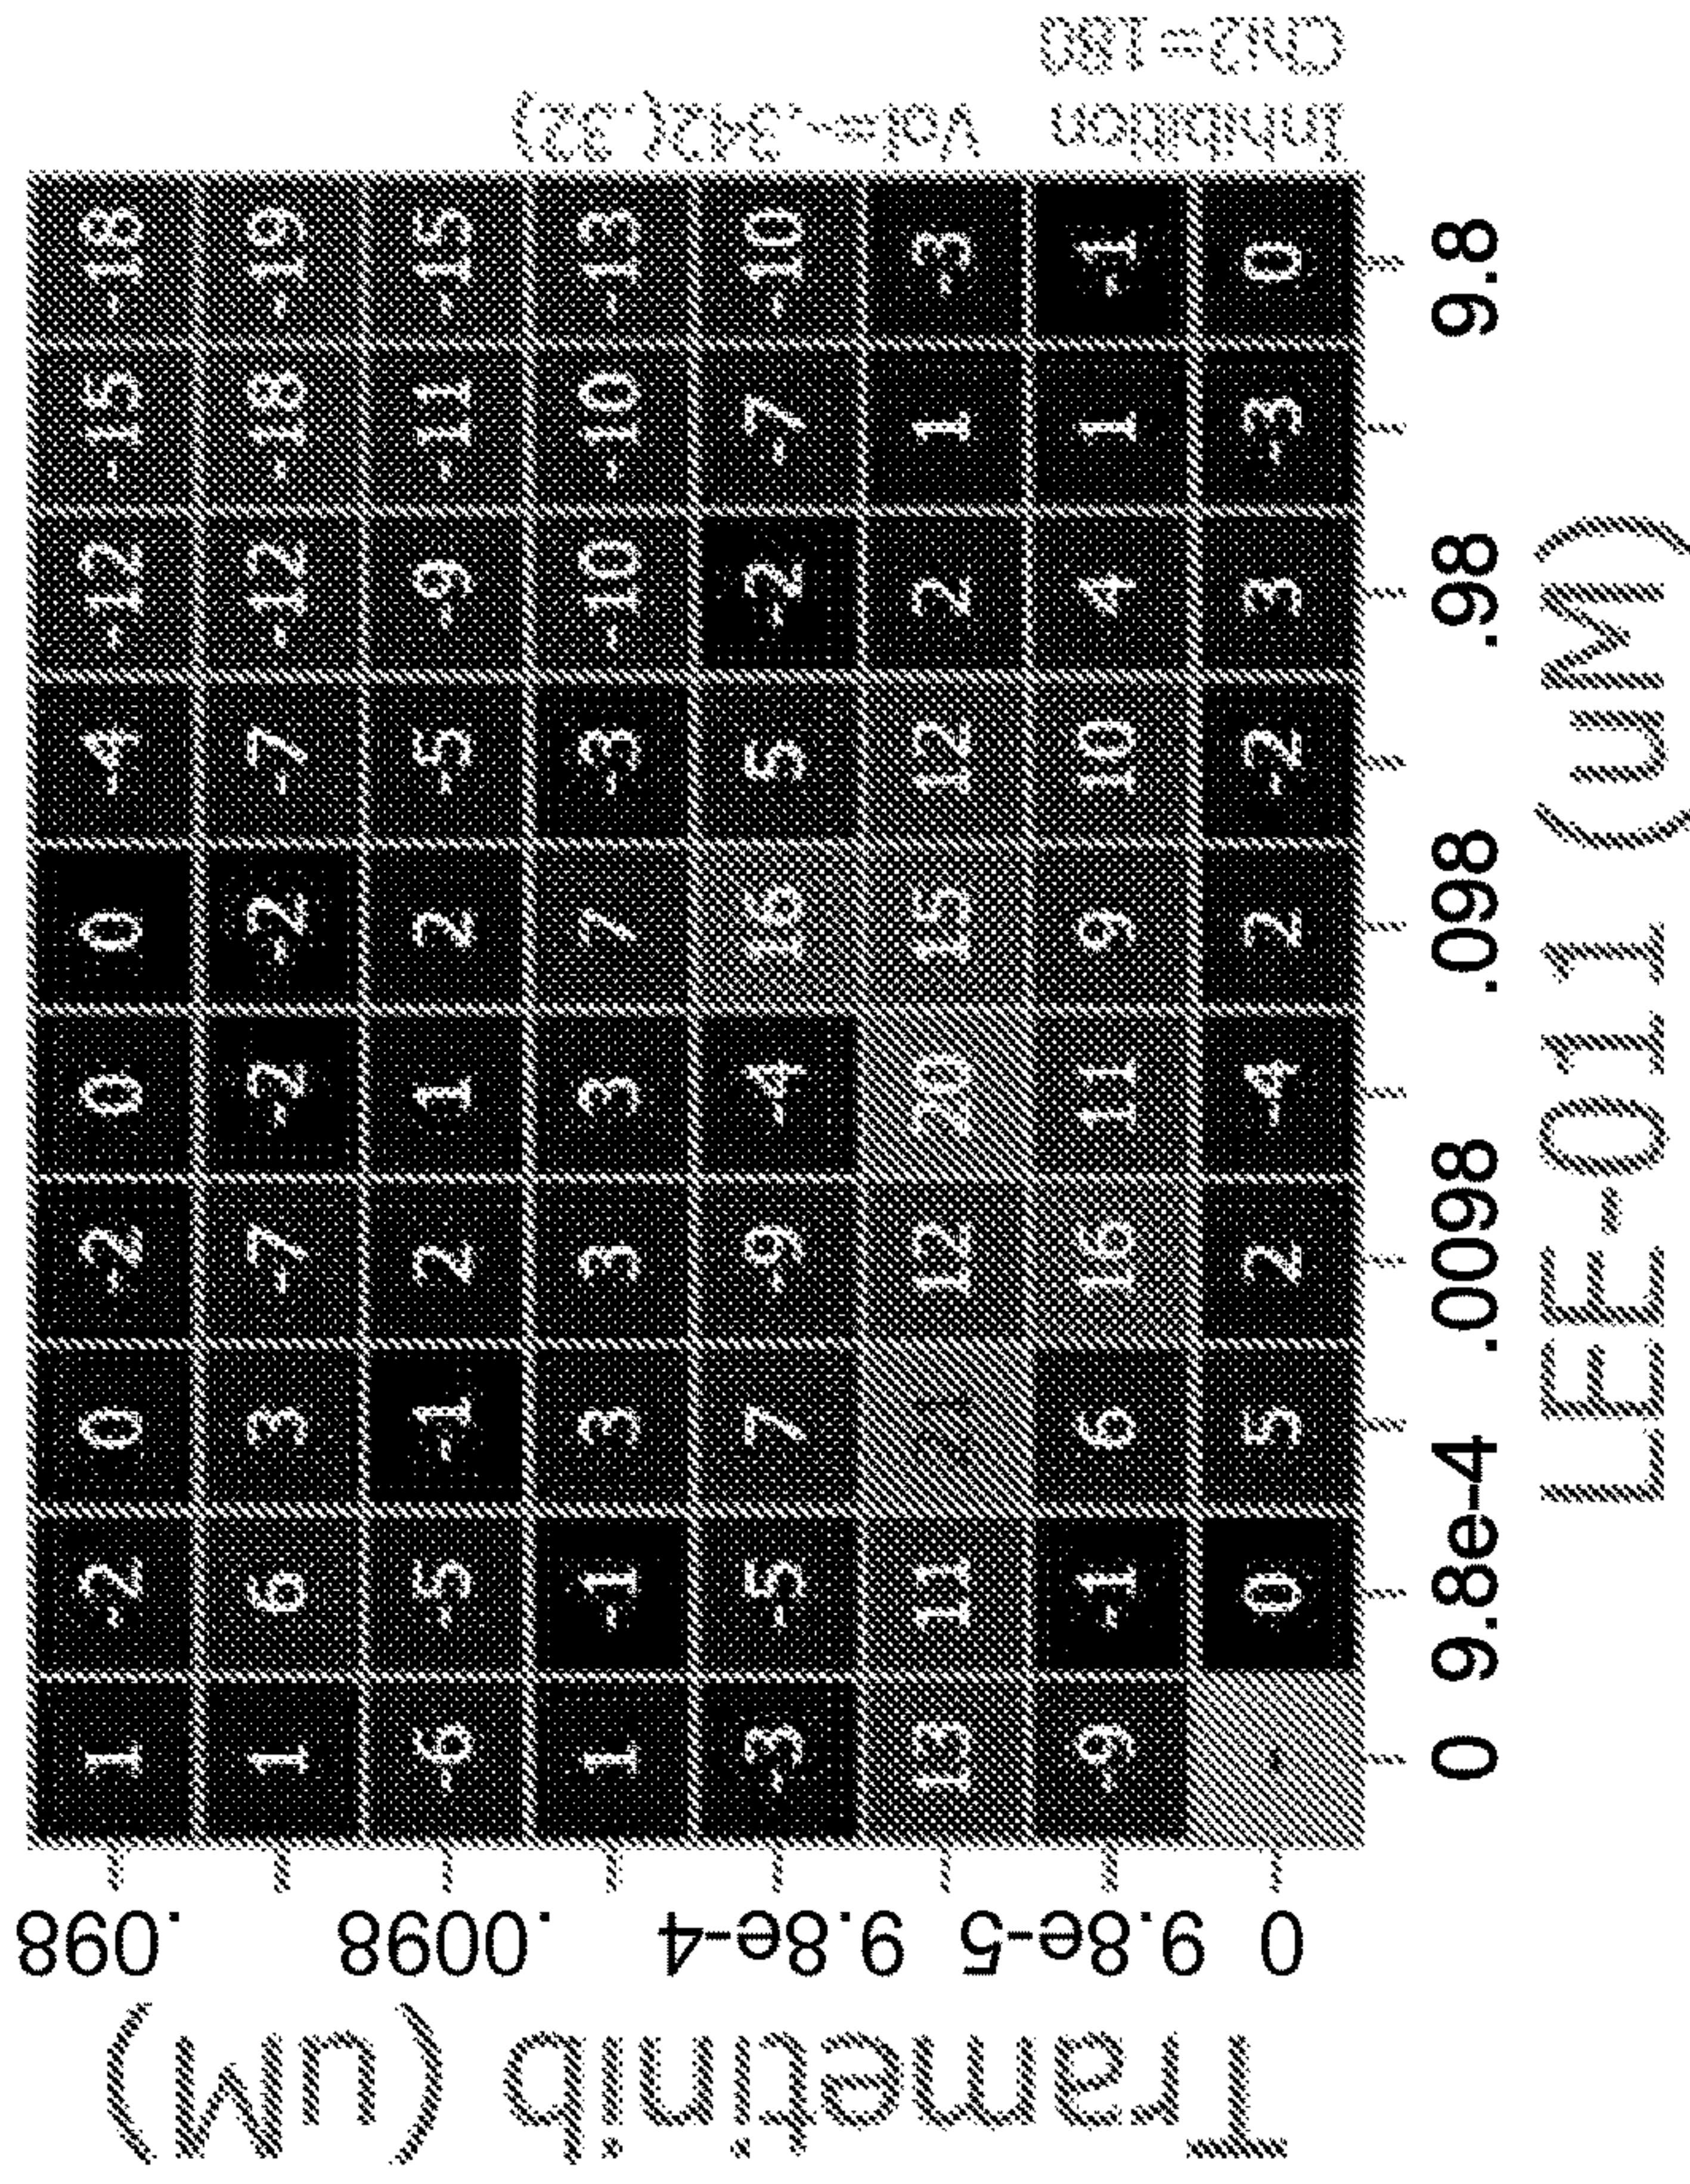 Trametinib (uM)
.098 1 -2 0 -2 0 0 -4 -12 -15 -18
1 6 3 -7 -2 -2 -7 -12 -18 -19
.0098 -6 -5 -1 2 1 2 -5 -9 -11 -15
1 -1 3 3 3 7 -3 -10 -10 -13
9.8e-4 -3 -5 7 -9 -4 16 5 -2 -7 -10
13 11 12 20 15 12 2 1 -3
9.8e-5 -9 -1 6 16 11 9 10 4 1 -1
0 - 0 5 2 -4 2 -2 3 -3 0
Vol=-.342(.32)
Inhibition
Chi2=180
0 9.8e-4 .0098 .098 .98 9.8
LEE-011 (uM)